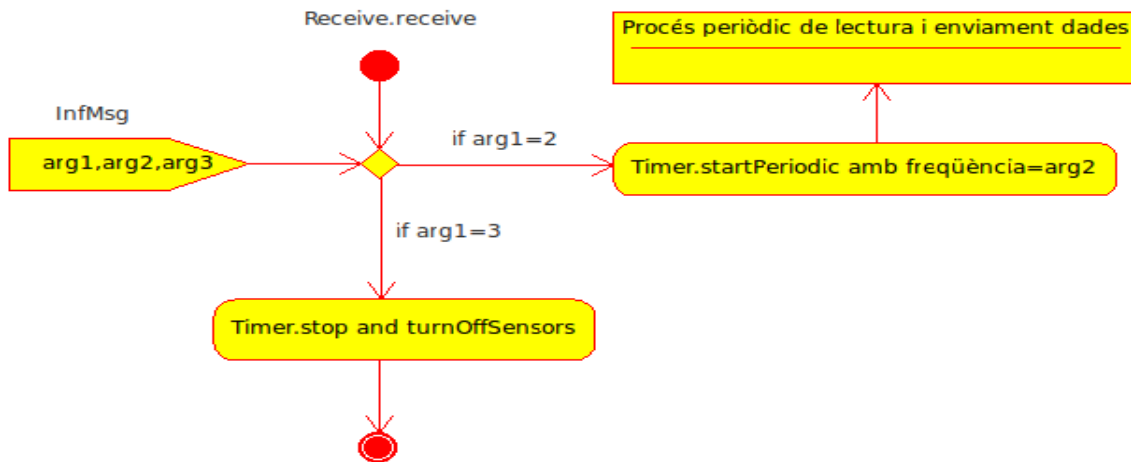 Receive.receive
Procés periòdic de lectura i enviament dades
InfMsg
arg1,arg2,arg3
if arg1=2
Timer.startPeriodic amb freqüència=arg2
if arg1=3
Timer.stop and turnOffSensors